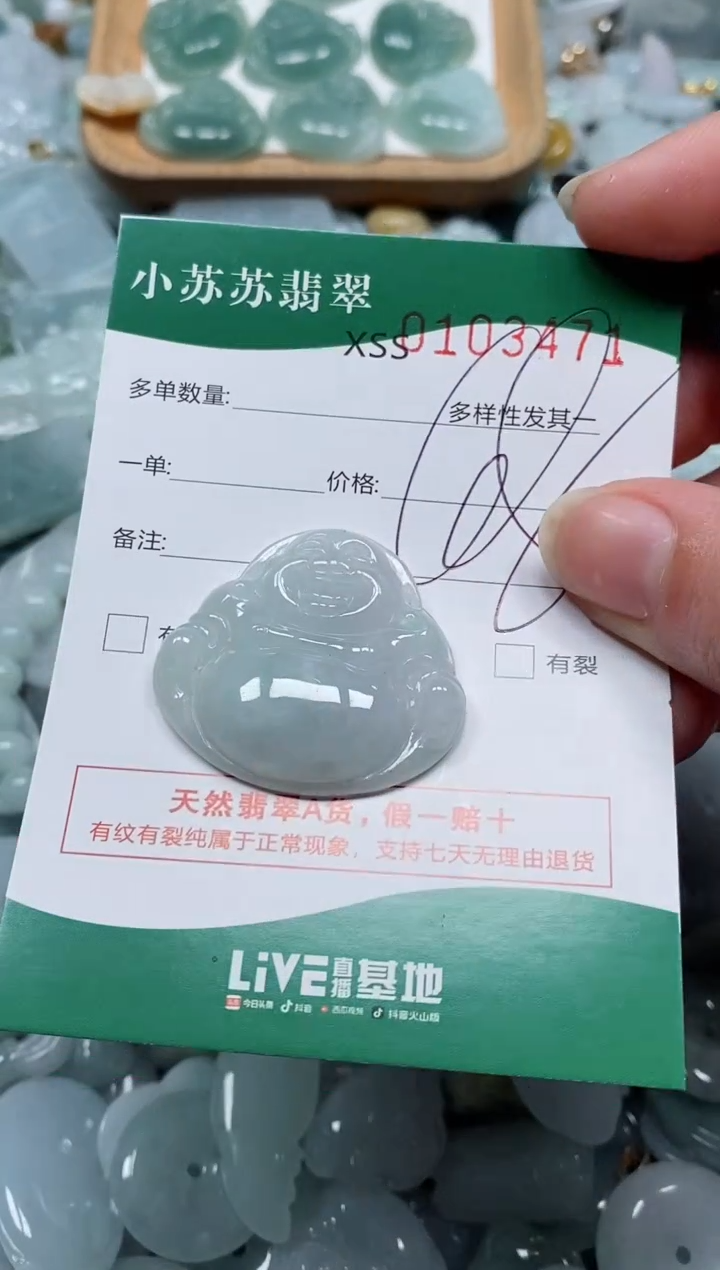 小苏苏翡翠
XSS0103471
多单数量:
多样性发其一
一单:
价格:
备注:
有裂
天然翡翠A货，假一赔十
有纹有裂纯属于正常现象，支持七天无理由退货
LiVE直播基地
今日头条 抖音 西瓜视频 抖音火山版